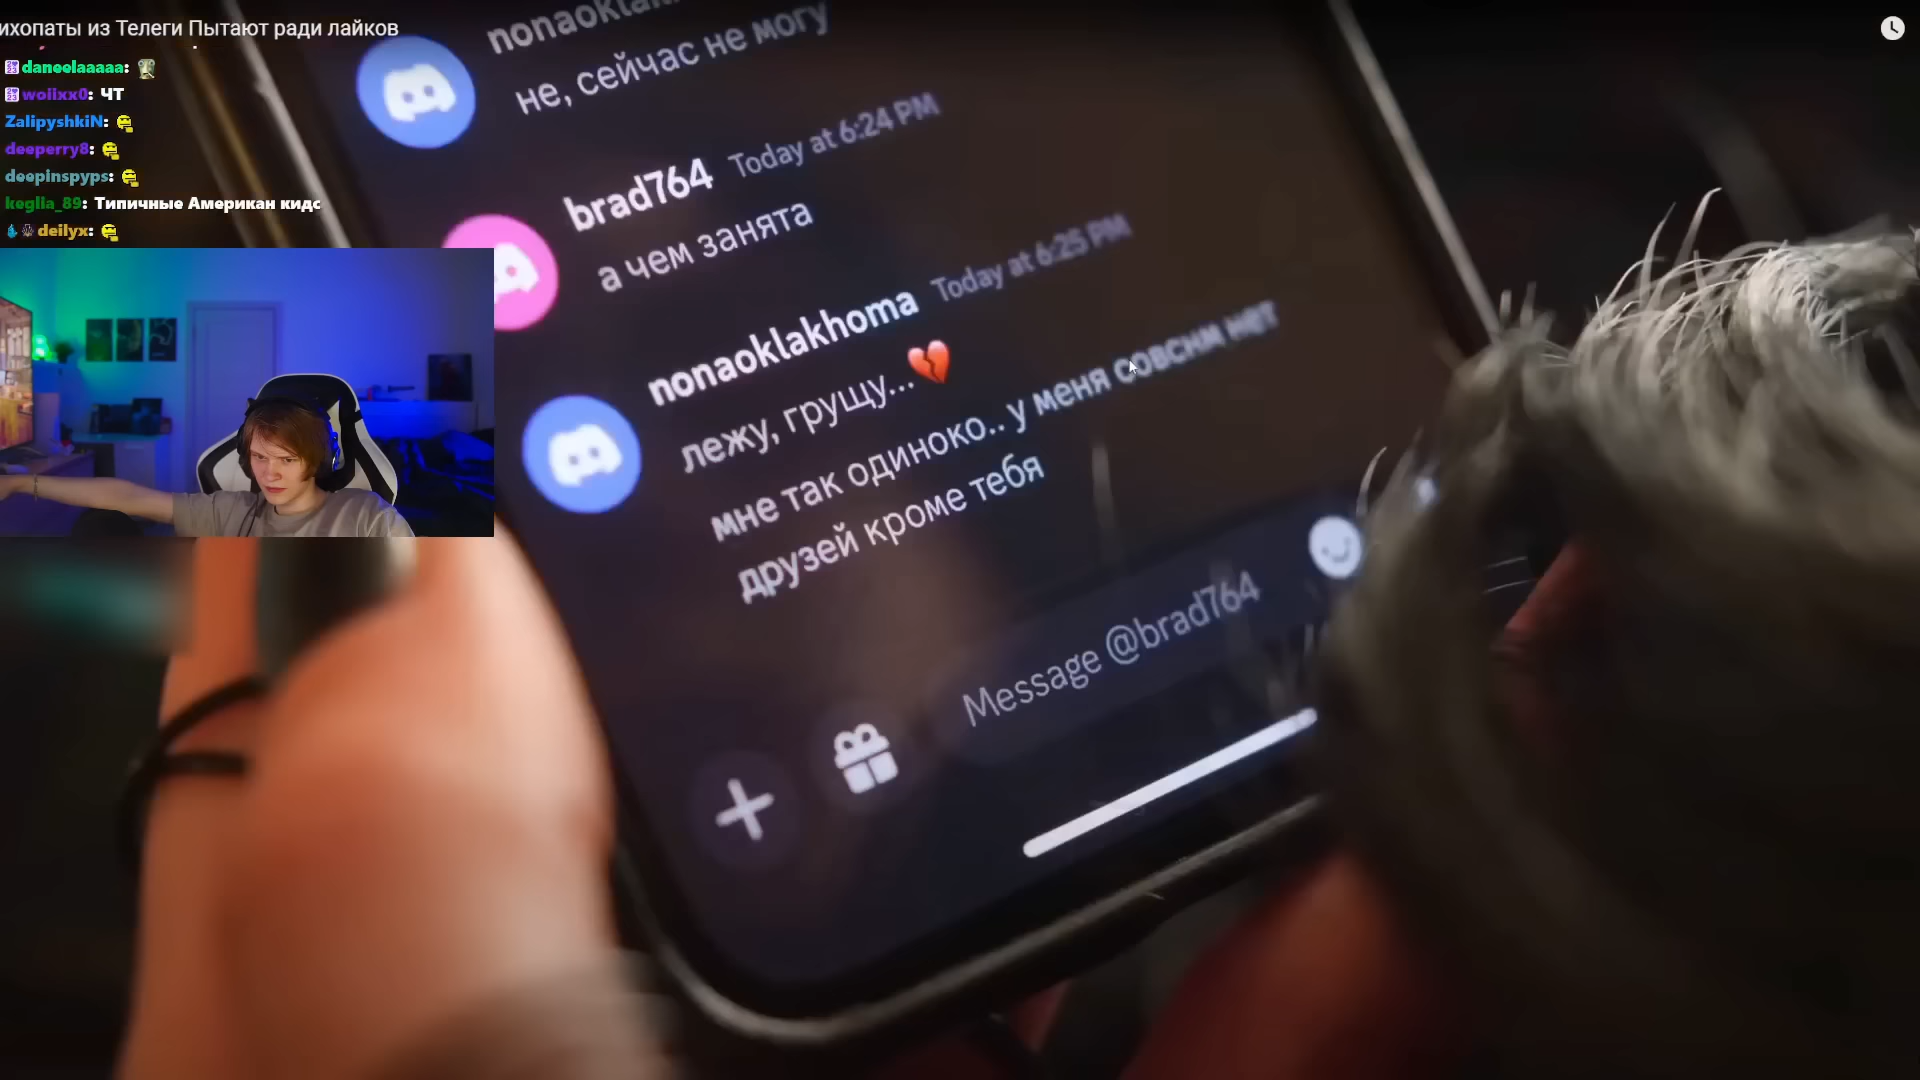 ихопаты из Телеги Пытают ради лайков
daneelaaaaa:
woiixx0: ЧТ
ZalipyshkiN:
deeperry8:
deepinspyps:
keglia_89: Типичные Американ кидс
deilyx:
не, сейчас не могу
brad764 Today at 6:24 PM
а чем занята
nonaoklakhoma Today at 6:25 PM
лежу, грущу...💔
мне так одиноко.. у меня совсим нет
друзей кроме тебя
Message @brad764